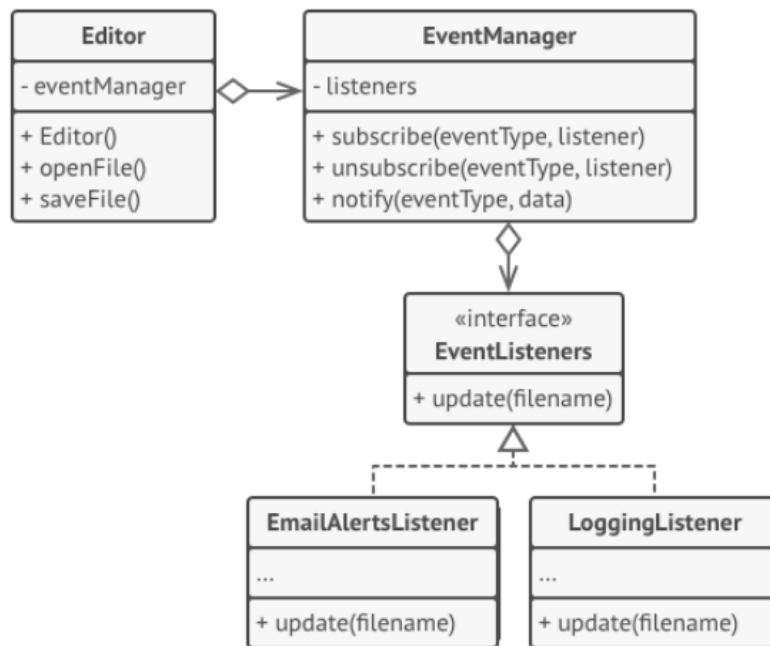 Editor
- eventManager
+ Editor()
+ openFile()
+ saveFile()
EventManager
- listeners
+ subscribe(eventType, listener)
+ unsubscribe(eventType, listener)
+ notify(eventType, data)
«interface»
EventListeners
+ update(filename)
EmailAlertsListener
...
+ update(filename)
LoggingListener
...
+ update(filename)